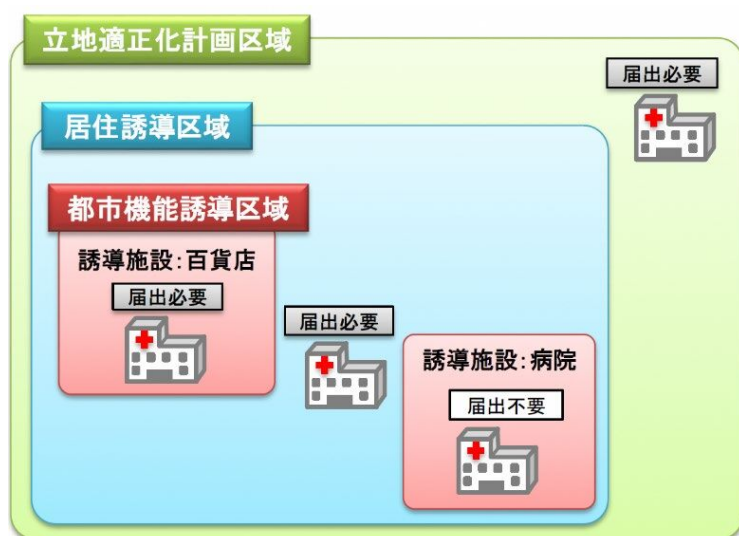 立地適正化計画区域
届出必要
居住誘導区域
都市機能誘導区域
誘導施設:百貨店
届出必要
届出必要
誘導施設:病院
届出不要